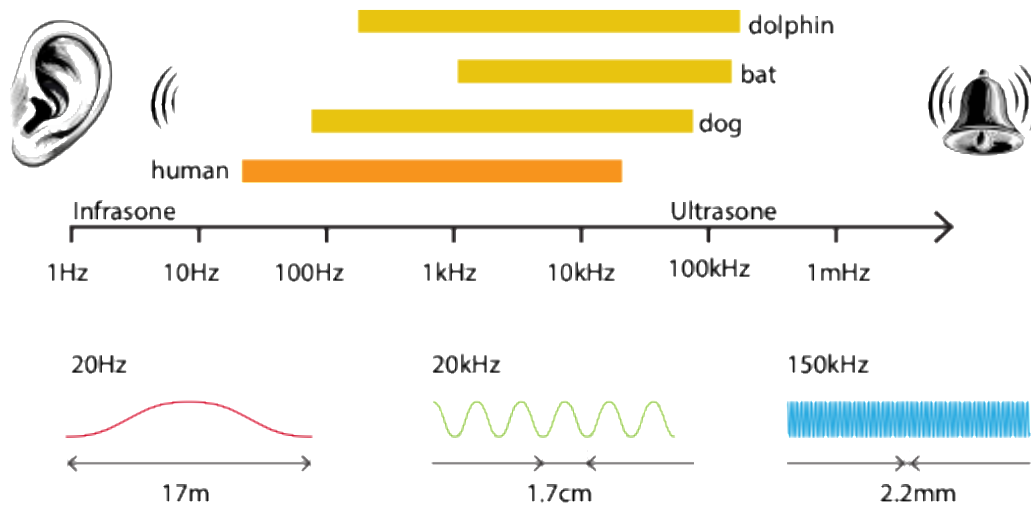 dolphin
bat
dog
human
Infrasone Ultrasone
1Hz 10Hz 100Hz 1kHz 10kHz 100kHz 1mHz
20Hz 20kHz 150kHz
17m 1.7cm 2.2mm